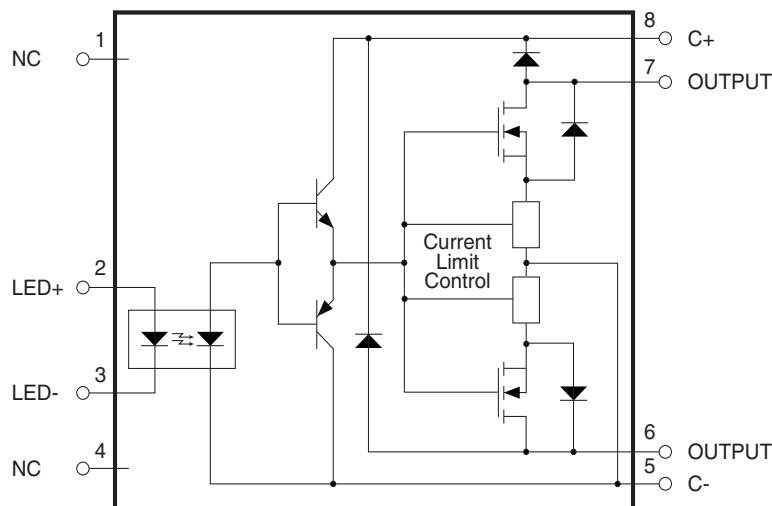 1
NC
8
C+
7
OUTPUT
Current
Limit
Control
2
LED+
3
LED-
4
NC
6
OUTPUT
5
C-